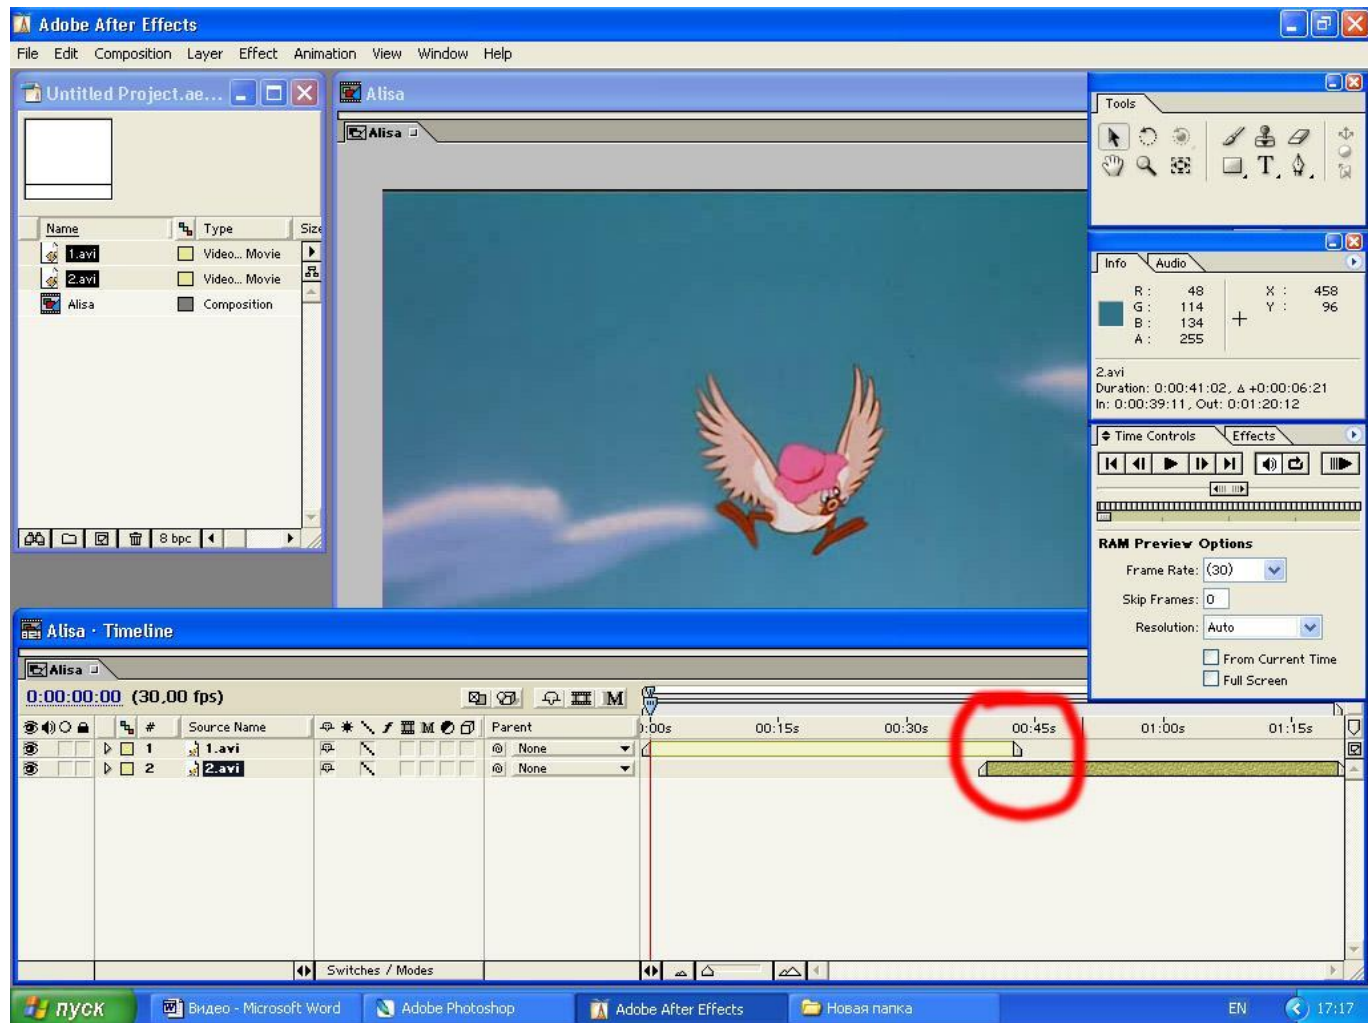 Adobe After Effects
File Edit Composition Layer Effect Animation View Window Help
Untitled Project.ae...
Name Type Size
1.avi Video... Movie
2.avi Video... Movie
Alisa Composition
8 bpc
Alisa
Alisa
Tools
T
Info Audio
R : 48 X : 458
G : 114 Y : 96
B : 134
A : 255
2.avi
Duration: 0:00:41:02, Δ +0:00:06:21
In: 0:00:39:11, Out: 0:01:20:12
Time Controls Effects
RAM Preview Options
Frame Rate: (30)
Skip Frames: 0
Resolution: Auto
From Current Time
Full Screen
Alisa · Timeline
Alisa
0:00:00:00 (30,00 fps) M
# Source Name M Parent ):00s 00:15s 00:30s 00:45s 01:00s 01:15s
1 1.avi None
2 2.avi None
Switches / Modes
пуск Видео - Microsoft Word Adobe Photoshop Adobe After Effects Новая папка EN 17:17